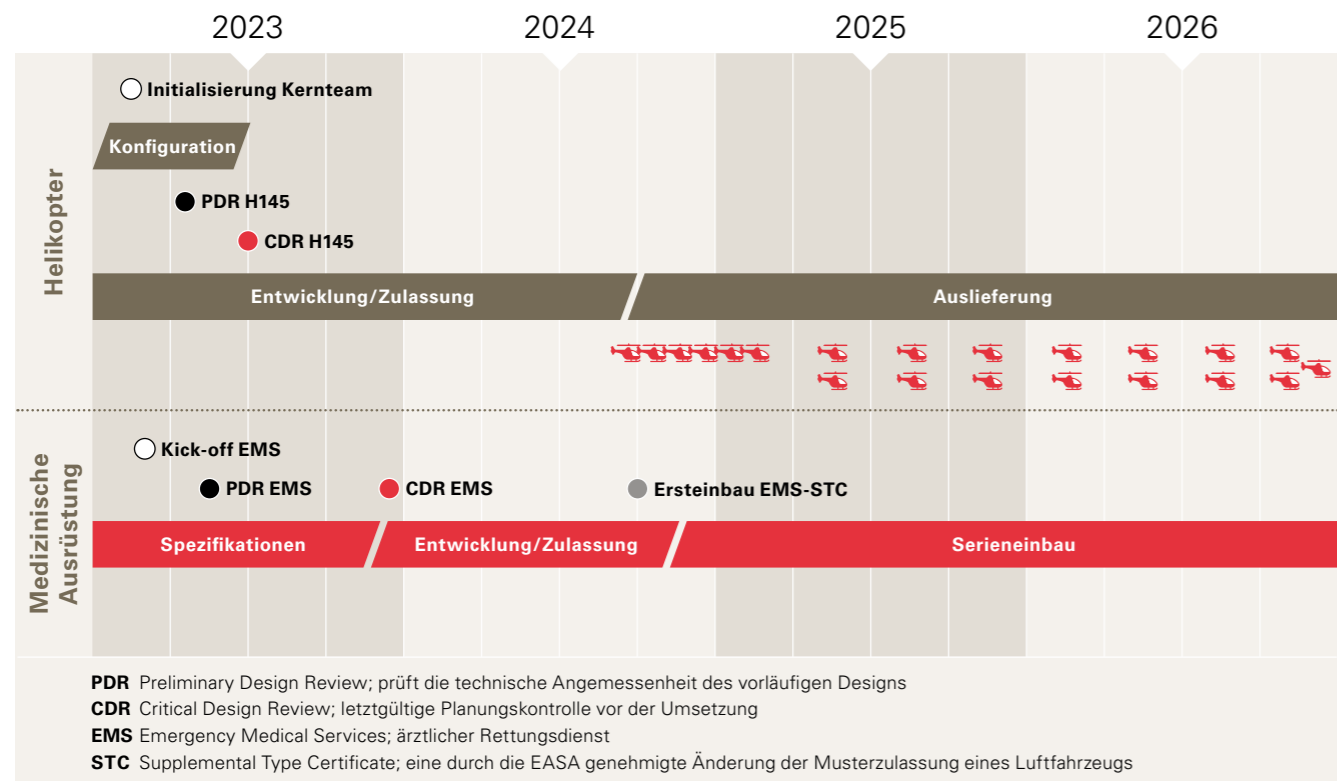 2023 2024 2025 2026
Initialisierung Kernteam
Konfiguration
PDR H145
CDR H145
Helikopter
Entwicklung/Zulassung Auslieferung
Kick-off EMS
PDR EMS CDR EMS Ersteinbau EMS-STC
Medizinische
Ausrüstung
Spezifikationen Entwicklung/Zulassung Serieneinbau
PDR Preliminary Design Review; prüft die technische Angemessenheit des vorläufigen Designs
CDR Critical Design Review; letztgültige Planungskontrolle vor der Umsetzung
EMS Emergency Medical Services; ärztlicher Rettungsdienst
STC Supplemental Type Certificate; eine durch die EASA genehmigte Änderung der Musterzulassung eines Luftfahrzeugs